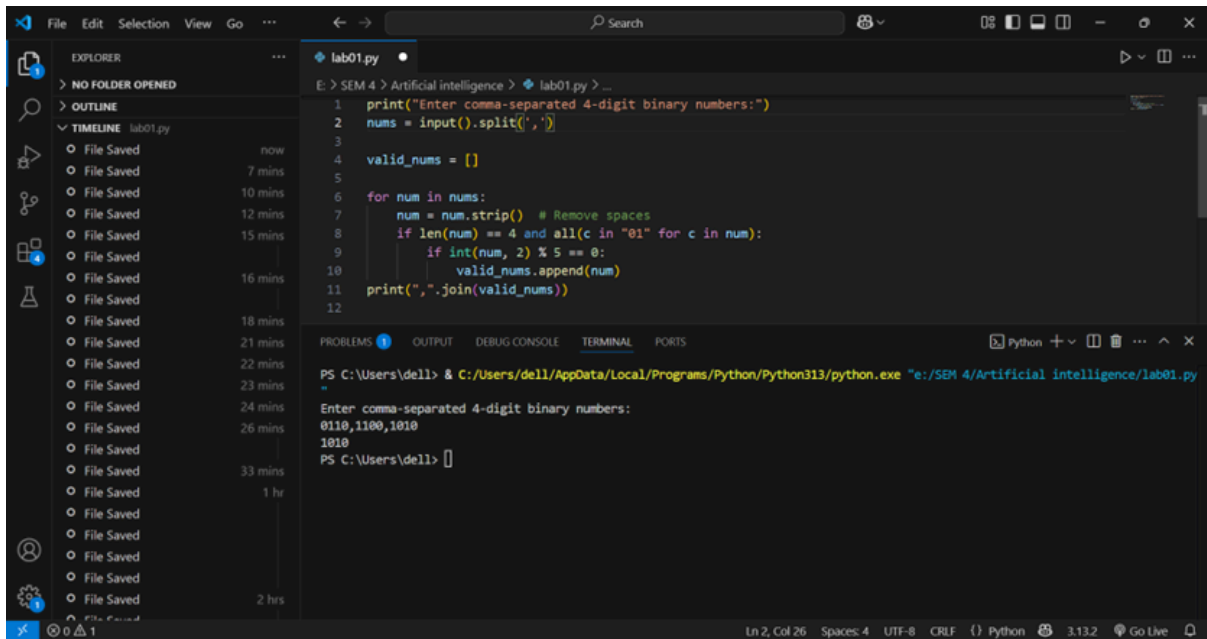 File Edit Selection View Go ··· Search
EXPLORER ···
NO FOLDER OPENED
OUTLINE
TIMELINE lab01.py
File Saved now
File Saved 7 mins
File Saved 10 mins
File Saved 12 mins
File Saved 15 mins
File Saved
File Saved 16 mins
File Saved
File Saved 18 mins
File Saved 21 mins
File Saved 22 mins
File Saved 23 mins
File Saved 24 mins
File Saved 26 mins
File Saved
File Saved 33 mins
File Saved 1 hr
File Saved
File Saved
File Saved
File Saved
File Saved 2 hrs
File Saved
1
4
1
lab01.py
E: > SEM 4 > Artificial intelligence > lab01.py > ...
1 print("Enter comma-separated 4-digit binary numbers:")
2 nums = input().split(',')
3
4 valid_nums = []
5
6 for num in nums:
7 num = num.strip() # Remove spaces
8 if len(num) == 4 and all(c in "01" for c in num):
9 if int(num, 2) % 5 == 0:
10 valid_nums.append(num)
11 print(",".join(valid_nums))
12
PROBLEMS 1 OUTPUT DEBUG CONSOLE TERMINAL PORTS Python
PS C:\Users\dell> & C:/Users/dell/AppData/Local/Programs/Python/Python313/python.exe "e:/SEM 4/Artificial intelligence/lab01.py
"
Enter comma-separated 4-digit binary numbers:
0110,1100,1010
1010
PS C:\Users\dell>
0 1 Ln 2, Col 26 Spaces: 4 UTF-8 CRLF {} Python 3.13.2 Go Live